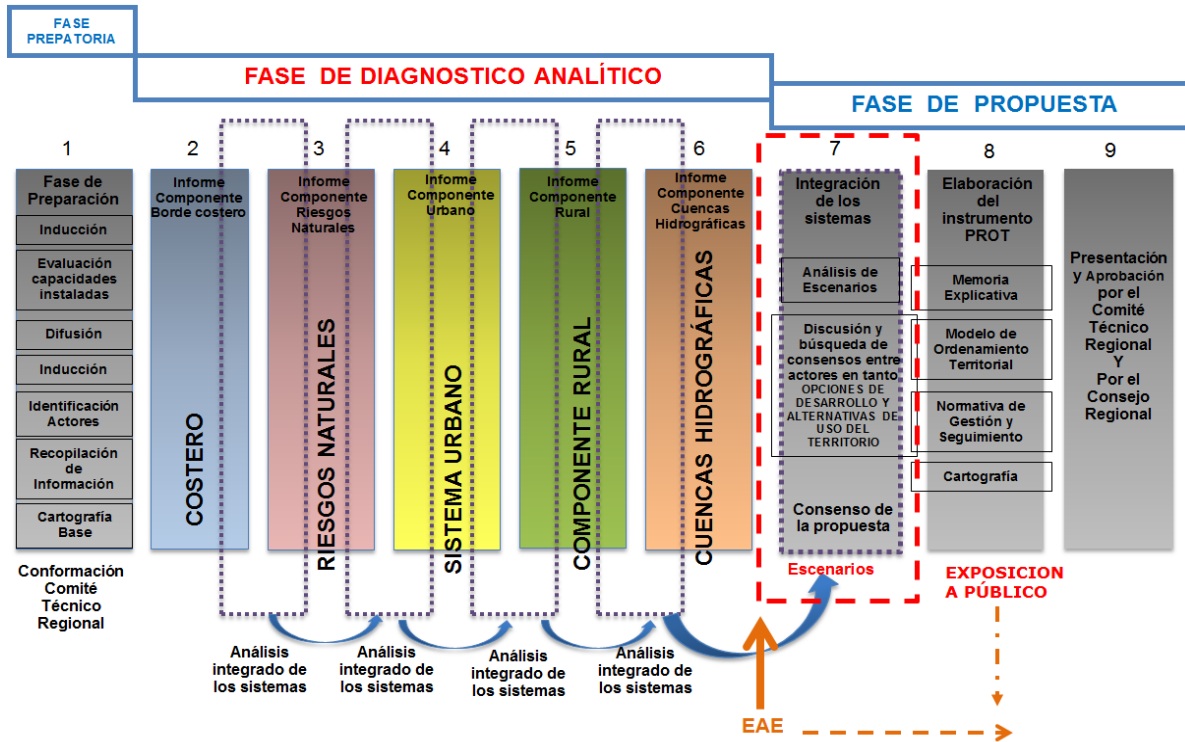 FASE
PREPATORIA
FASE DE DIAGNOSTICO ANALÍTICO
FASE DE PROPUESTA
1
2
3
4
5
6
7
8
9
Fase de
Preparación
Inducción
Evaluación
capacidades
instaladas
Difusión
Inducción
Identificación
Actores
Recopilación
de
Información
Cartografía
Base
Conformación
Comité
Técnico
Regional
Informe
Componente
Borde costero
COSTERO
Informe
Componente
Riesgos
Naturales
RIESGOS NATURALES
Informe
Componente
Urbano
SISTEMA URBANO
Informe
Componente
Rural
COMPONENTE RURAL
Informe
Componente
Cuencas
Hidrográficas
CUENCAS HIDROGRÁFICAS
Integración
de los
sistemas
Análisis de
Escenarios
Discusión y
búsqueda de
consensos entre
actores en tanto
OPCIONES DE
DESARROLLO Y
ALTERNATIVAS DE
USO DEL
TERRITORIO
Consenso de
la propuesta
Escenarios
Elaboración
del
instrumento
PROT
Memoria
Explicativa
Modelo de
Ordenamiento
Territorial
Normativa de
Gestión y
Seguimiento
Cartografía
EXPOSICION
A PÚBLICO
Presentación
y Aprobación
por el
Comité
Técnico
Regional
Y
Por el
Consejo
Regional
Análisis
integrado de
los sistemas
Análisis
integrado de
los sistemas
Análisis
integrado de
los sistemas
Análisis
integrado de
los sistemas
EAE